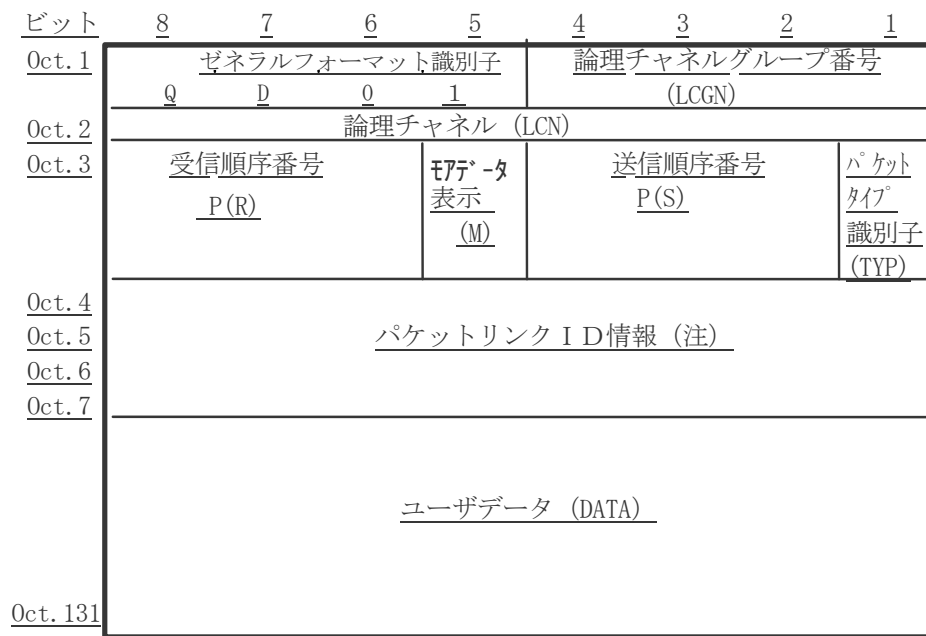 ビット 8 7 6 5 4 3 2 1
Oct.1 ゼネラルフォーマット識別子 論理チャネルグループ番号
Q D 0 1 (LCGN)
Oct.2 論理チャネル (LCN)
Oct.3 受信順序番号 モアデータ 送信順序番号 パケット
P(R) 表示 P(S) タイプ
(M) 識別子
(TYP)
Oct.4
Oct.5 パケットリンクID情報 (注)
Oct.6
Oct.7
ユーザデータ (DATA)
Oct.131